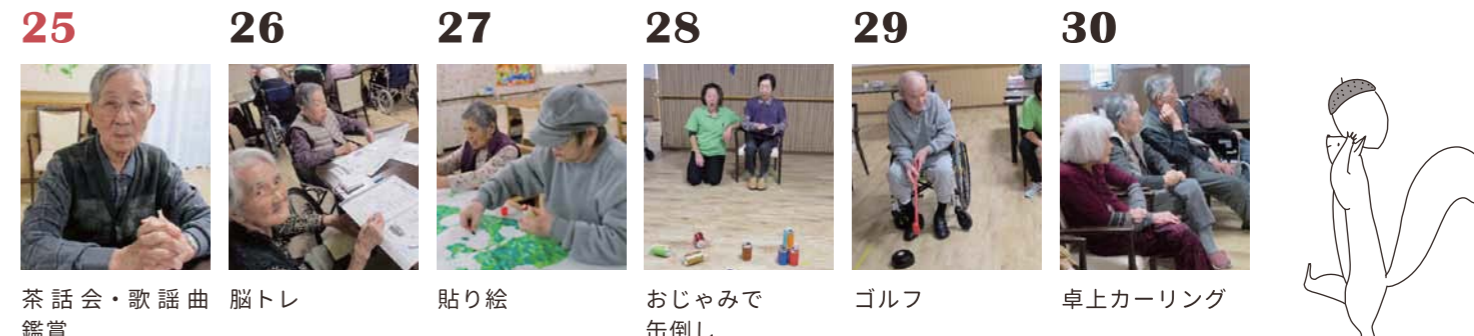 25
茶話会・歌謡曲
鑑賞
26
脳トレ
27
貼り絵
28
おじゃみで
缶倒し
29
ゴルフ
30
卓上カーリング